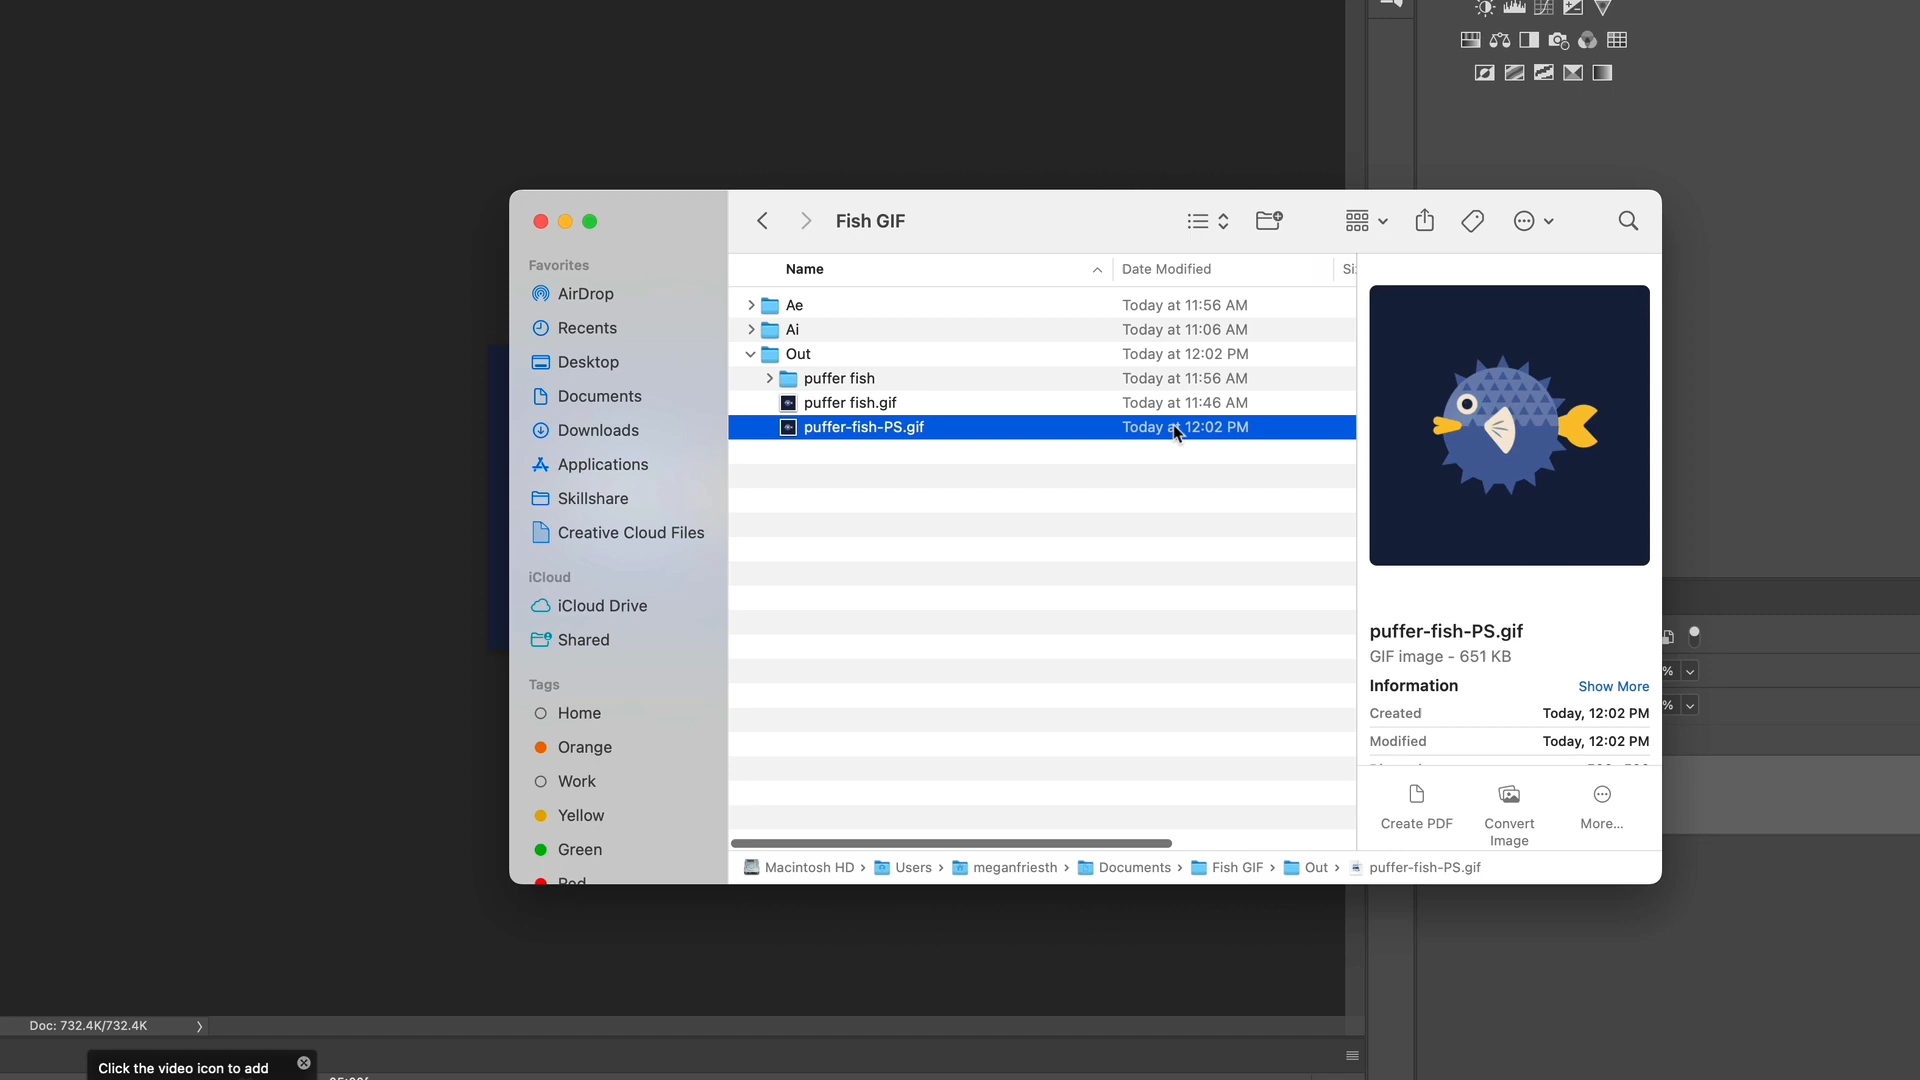 Fish GIF
Favorites
AirDrop
Recents
Desktop
Documents
Downloads
Applications
Skillshare
Creative Cloud Files
iCloud
iCloud Drive
Shared
Tags
Home
Orange
Work
Yellow
Green
Red
Name Date Modified
Ae Today at 11:56 AM
Ai Today at 11:06 AM
Out Today at 12:02 PM
puffer fish Today at 11:56 AM
puffer fish.gif Today at 11:46 AM
puffer-fish-PS.gif Today at 12:02 PM
puffer-fish-PS.gif
GIF image - 651 KB
Information Show More
Created Today, 12:02 PM
Modified Today, 12:02 PM
Create PDF
Convert
Image
More...
Macintosh HD > Users > meganfriesth > Documents > Fish GIF > Out > puffer-fish-PS.gif
%
%
Doc: 732.4K/732.4K
Click the video icon to add